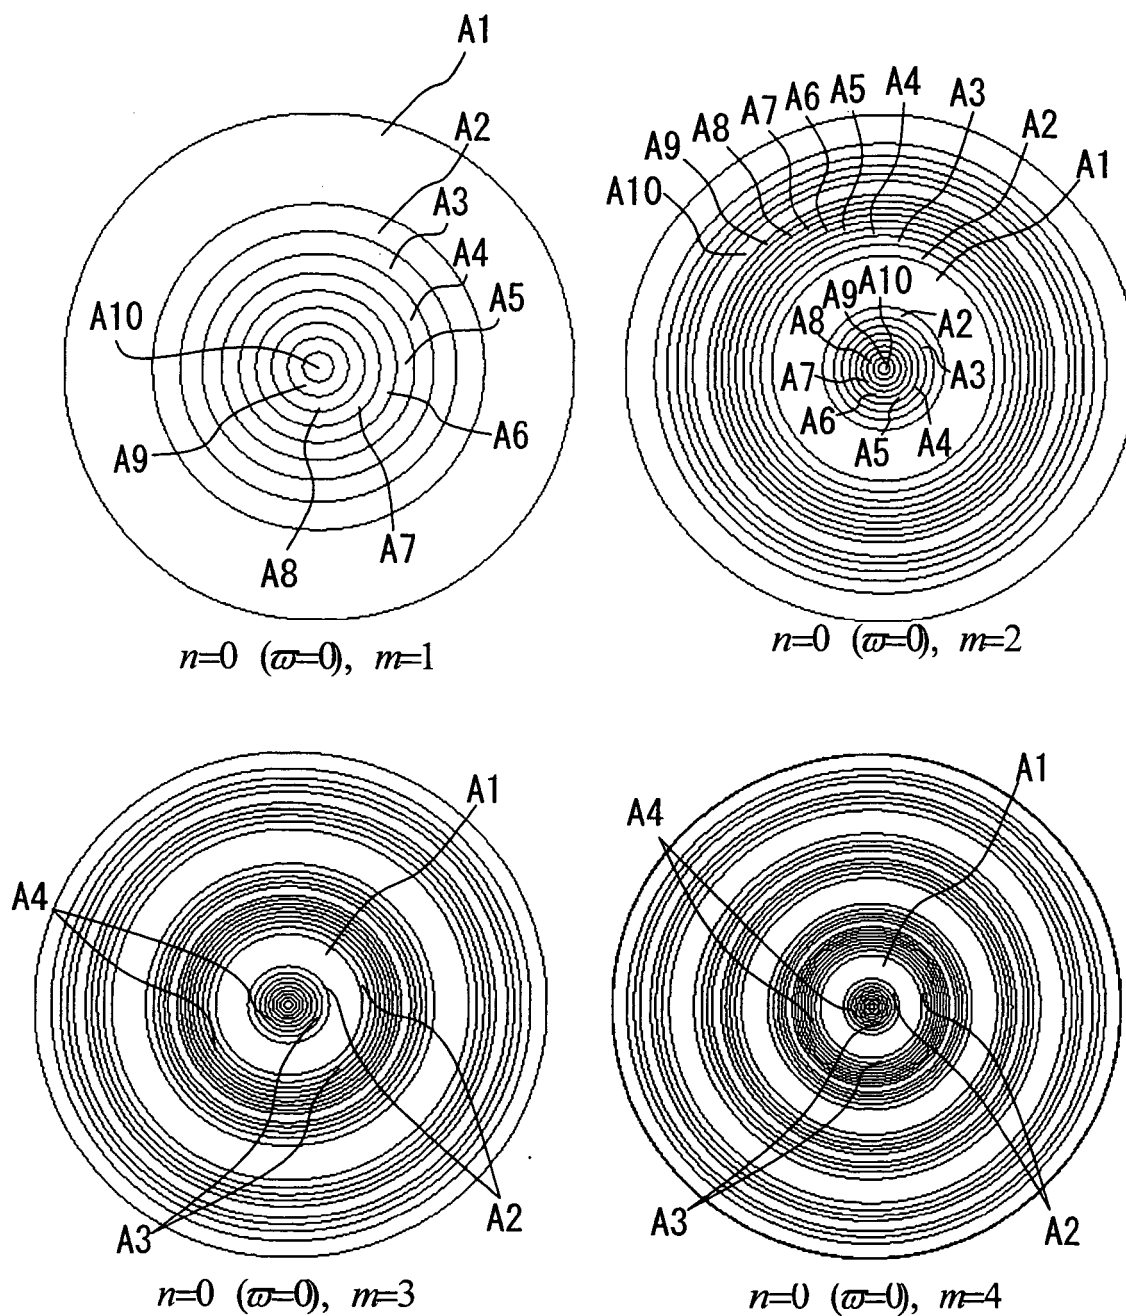 A1
A2
A3
A4
A5
A6
A7
A8
A9
A10
n=0 (ϖ=0), m=1
A4
A5
A6
A7
A8
A9
A10
A3
A2
A1
A10
A9
A8
A7
A6
A5
A4
A3
A2
n=0 (ϖ=0), m=2
A1
A4
A3
A2
n=0 (ϖ=0), m=3
A1
A4
A3
A2
n=0 (ϖ=0), m=4